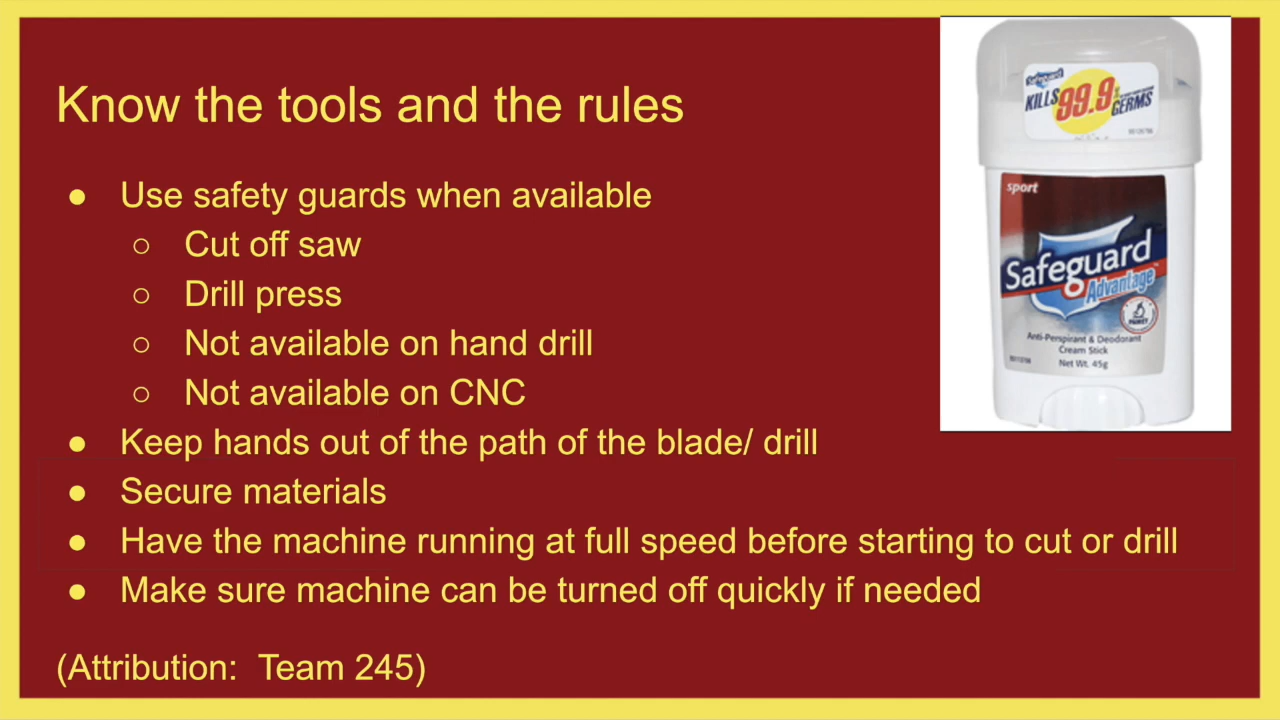 Know the tools and the rules
● Use safety guards when available
○ Cut off saw
○ Drill press
○ Not available on hand drill
○ Not available on CNC
● Keep hands out of the path of the blade/ drill
● Secure materials
● Have the machine running at full speed before starting to cut or drill
● Make sure machine can be turned off quickly if needed
(Attribution: Team 245)
Safeguard
KILLS 99.9% GERMS
sport
Safeguard
Advantage
Anti-Perspirant & Deodorant
Cream Stick
Net Wt. 45g